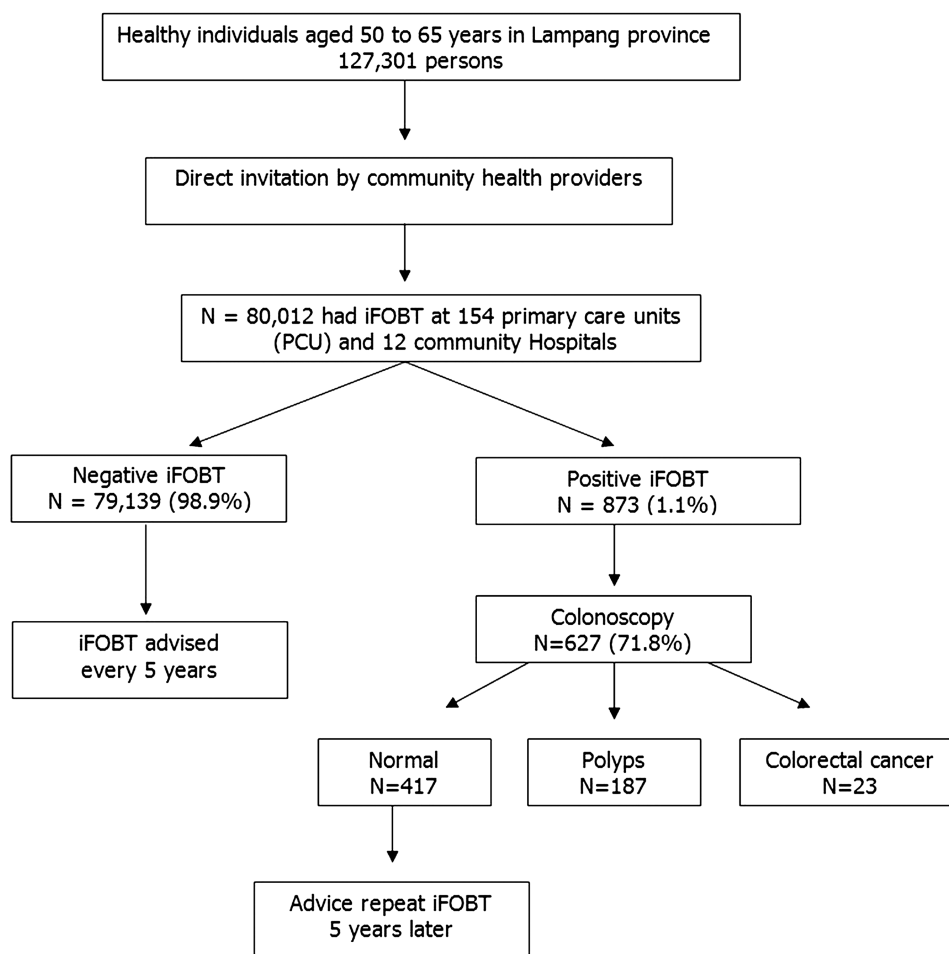 Healthy individuals aged 50 to 65 years in Lampang province
127,301 persons
Direct invitation by community health providers
N = 80,012 had iFOBT at 154 primary care units
(PCU) and 12 community Hospitals
Negative iFOBT
N = 79,139 (98.9%)
Positive iFOBT
N = 873 (1.1%)
iFOBT advised
every 5 years
Colonoscopy
N=627 (71.8%)
Normal
N=417
Polyps
N=187
Colorectal cancer
N=23
Advice repeat iFOBT
5 years later